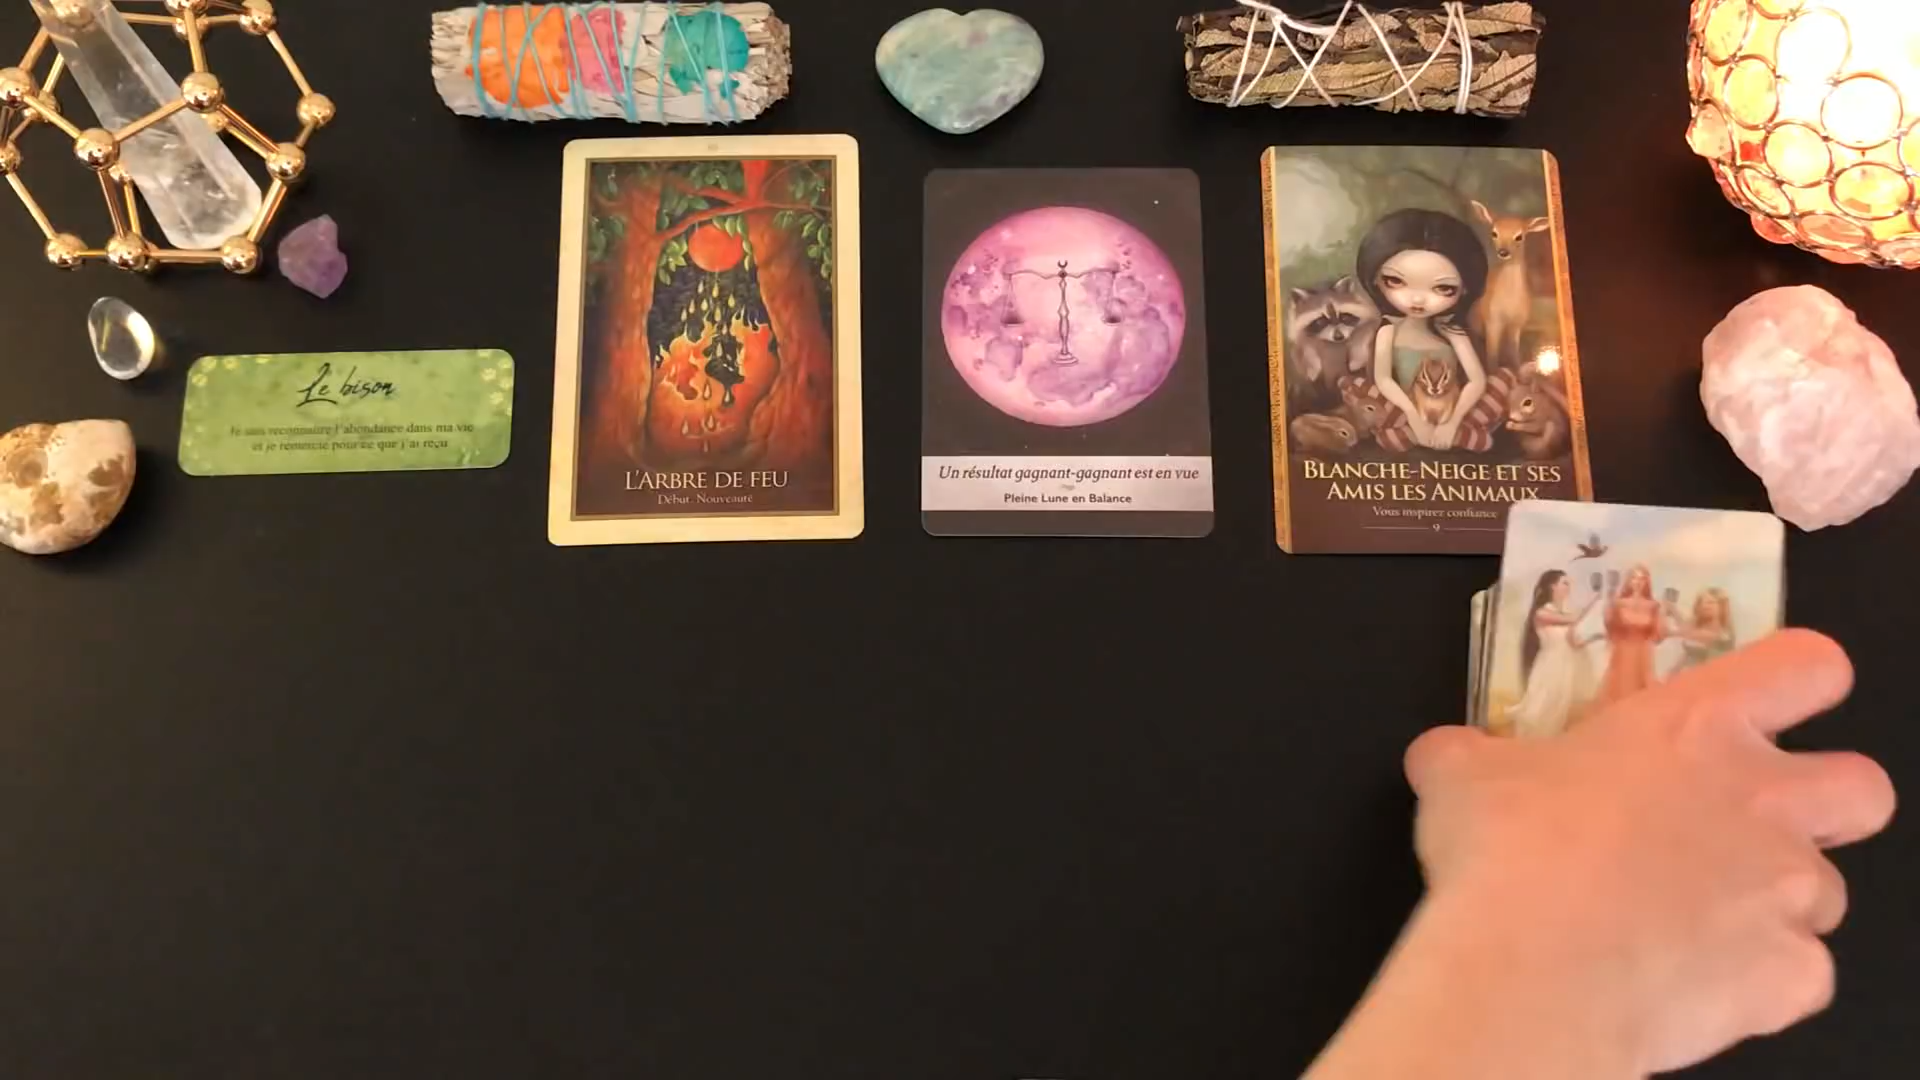 Le bison
Je sais reconnaître l'abondance dans ma vie
et je remercie pour ce que j'ai reçu
L'ARBRE DE FEU
Début. Nouveauté
Un résultat gagnant-gagnant est en vue
Pleine Lune en Balance
BLANCHE-NEIGE ET SES
AMIS LES ANIMAUX
Vous inspirez confiance
9